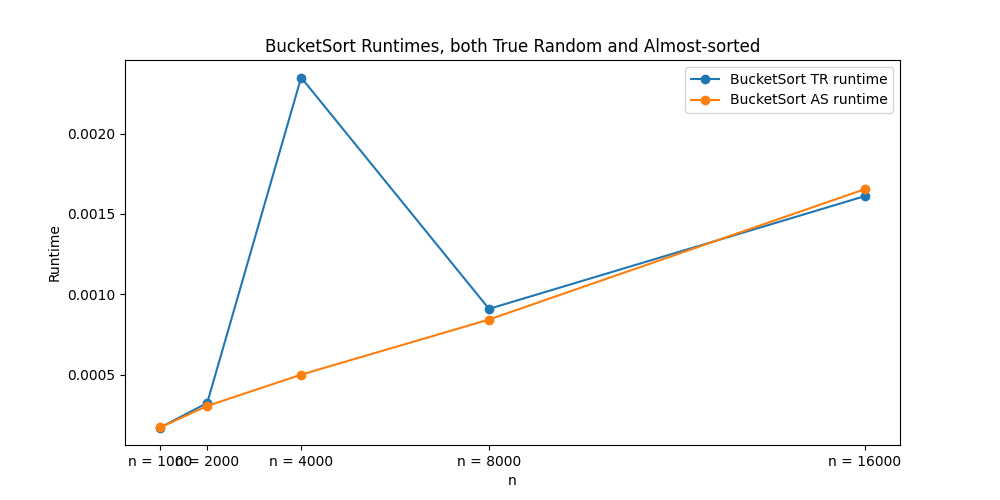 BucketSort Runtimes, both True Random and Almost-sorted
BucketSort TR runtime
BucketSort AS runtime
Runtime
0.0020
0.0015
0.0010
0.0005
n = 1000
n = 2000
n = 4000
n = 8000
n = 16000
n